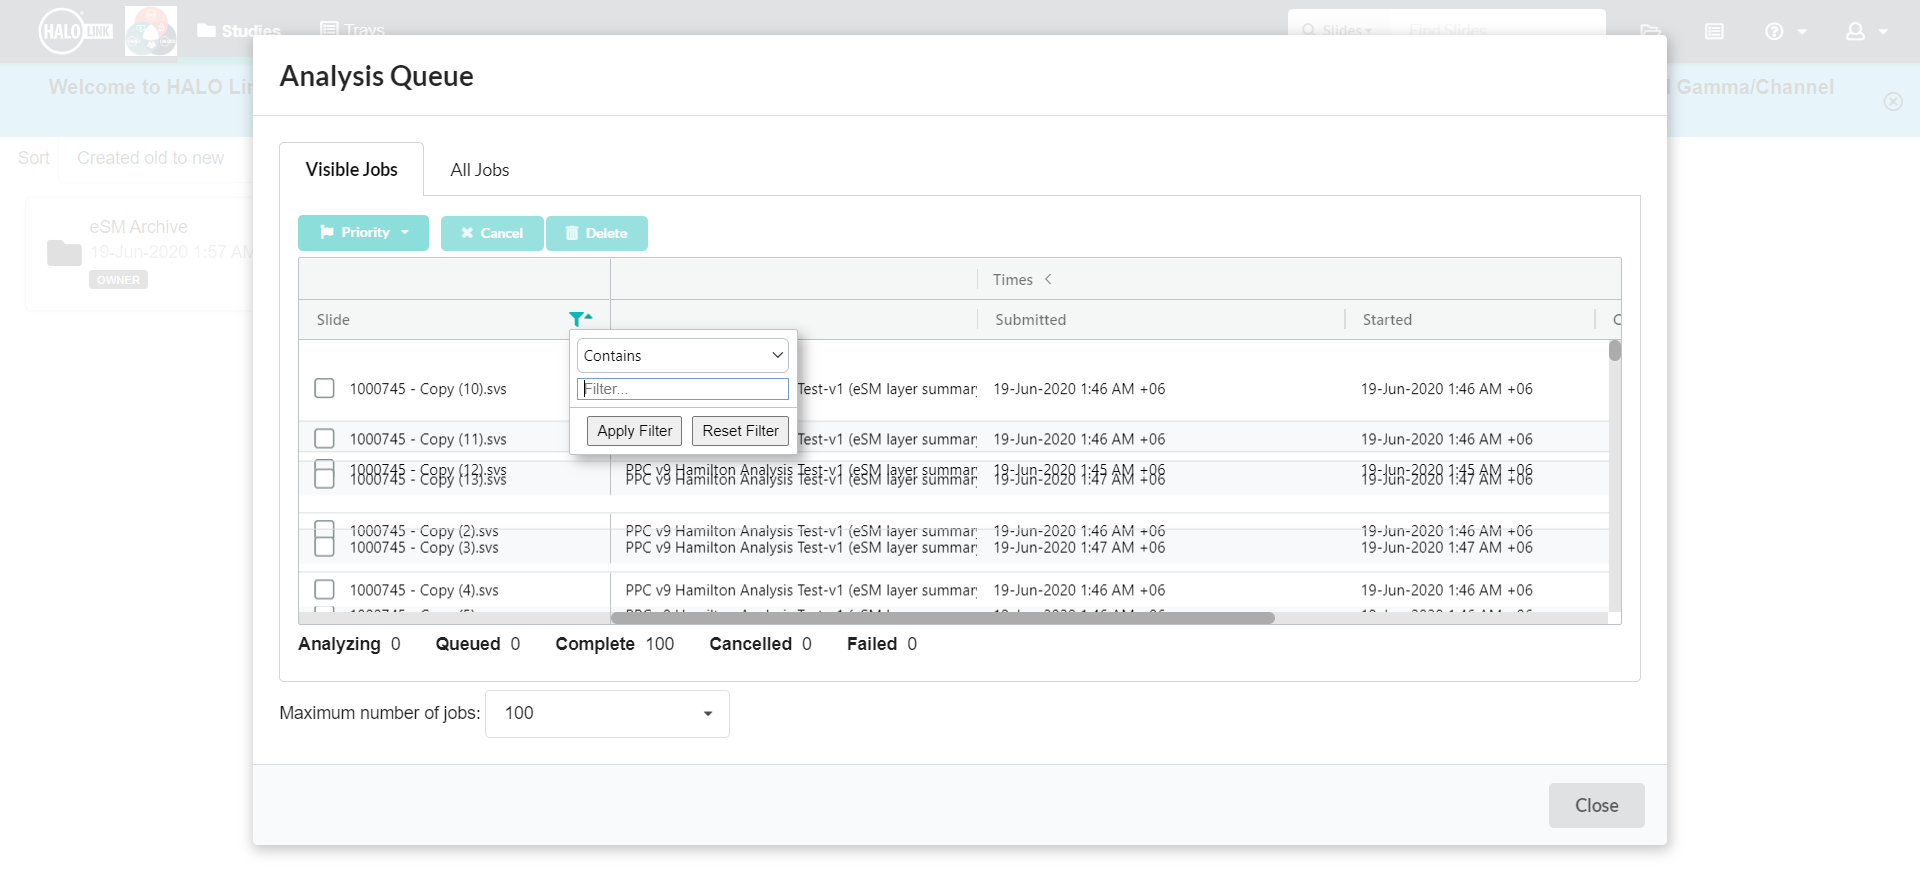 HALO LINK
Studies
Trays
Slides
Find Slides
Welcome to HALO Lin
Gamma/Channel
Sort
Created old to new
eSM Archive
19-Jun-2020 1:57 AM
OWNER
Analysis Queue
Visible Jobs
All Jobs
Priority
Cancel
Delete
Times
Slide
Submitted
Started
Contains
Filter...
Apply Filter
Reset Filter
1000745 - Copy (10).svs Test-v1 (eSM layer summary 19-Jun-2020 1:46 AM +06 19-Jun-2020 1:46 AM +06
1000745 - Copy (11).svs Test-v1 (eSM layer summary 19-Jun-2020 1:46 AM +06 19-Jun-2020 1:46 AM +06
1000745 - Copy (12).svs PPC v9 Hamilton Analysis Test-v1 (eSM layer summary 19-Jun-2020 1:45 AM +06 19-Jun-2020 1:45 AM +06
1000745 - Copy (13).svs PPC v9 Hamilton Analysis Test-v1 (eSM layer summary 19-Jun-2020 1:47 AM +06 19-Jun-2020 1:47 AM +06
1000745 - Copy (2).svs PPC v9 Hamilton Analysis Test-v1 (eSM layer summary 19-Jun-2020 1:46 AM +06 19-Jun-2020 1:46 AM +06
1000745 - Copy (3).svs PPC v9 Hamilton Analysis Test-v1 (eSM layer summary 19-Jun-2020 1:47 AM +06 19-Jun-2020 1:47 AM +06
1000745 - Copy (4).svs PPC v9 Hamilton Analysis Test-v1 (eSM layer summary 19-Jun-2020 1:46 AM +06 19-Jun-2020 1:46 AM +06
Analyzing 0 Queued 0 Complete 100 Cancelled 0 Failed 0
Maximum number of jobs: 100
Close